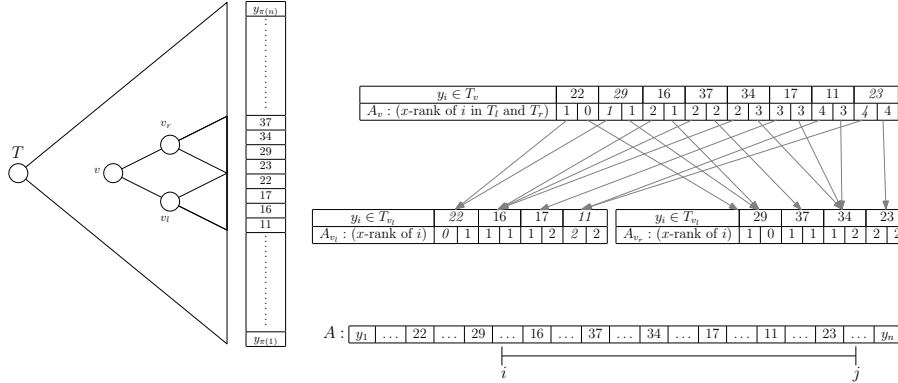 T
v
v_r
v_l
y_{π(n)}
37
34
29
23
22
17
16
11
y_{π(1)}
y_i ∈ T_v 22 29 16 37 34 17 11 23
A_v : (x-rank of i in T_l and T_r) 1 0 1 1 2 1 2 2 2 3 3 3 4 3 4 4
y_i ∈ T_{v_l} 22 16 17 11
A_{v_l} : (x-rank of i) 0 1 1 1 1 2 2 2
y_i ∈ T_{v_l} 29 37 34 23
A_{v_r} : (x-rank of i) 1 0 1 1 1 2 2 2
A : y_1 ... 22 ... 29 ... 16 ... 37 ... 34 ... 17 ... 11 ... 23 ... y_n
i j